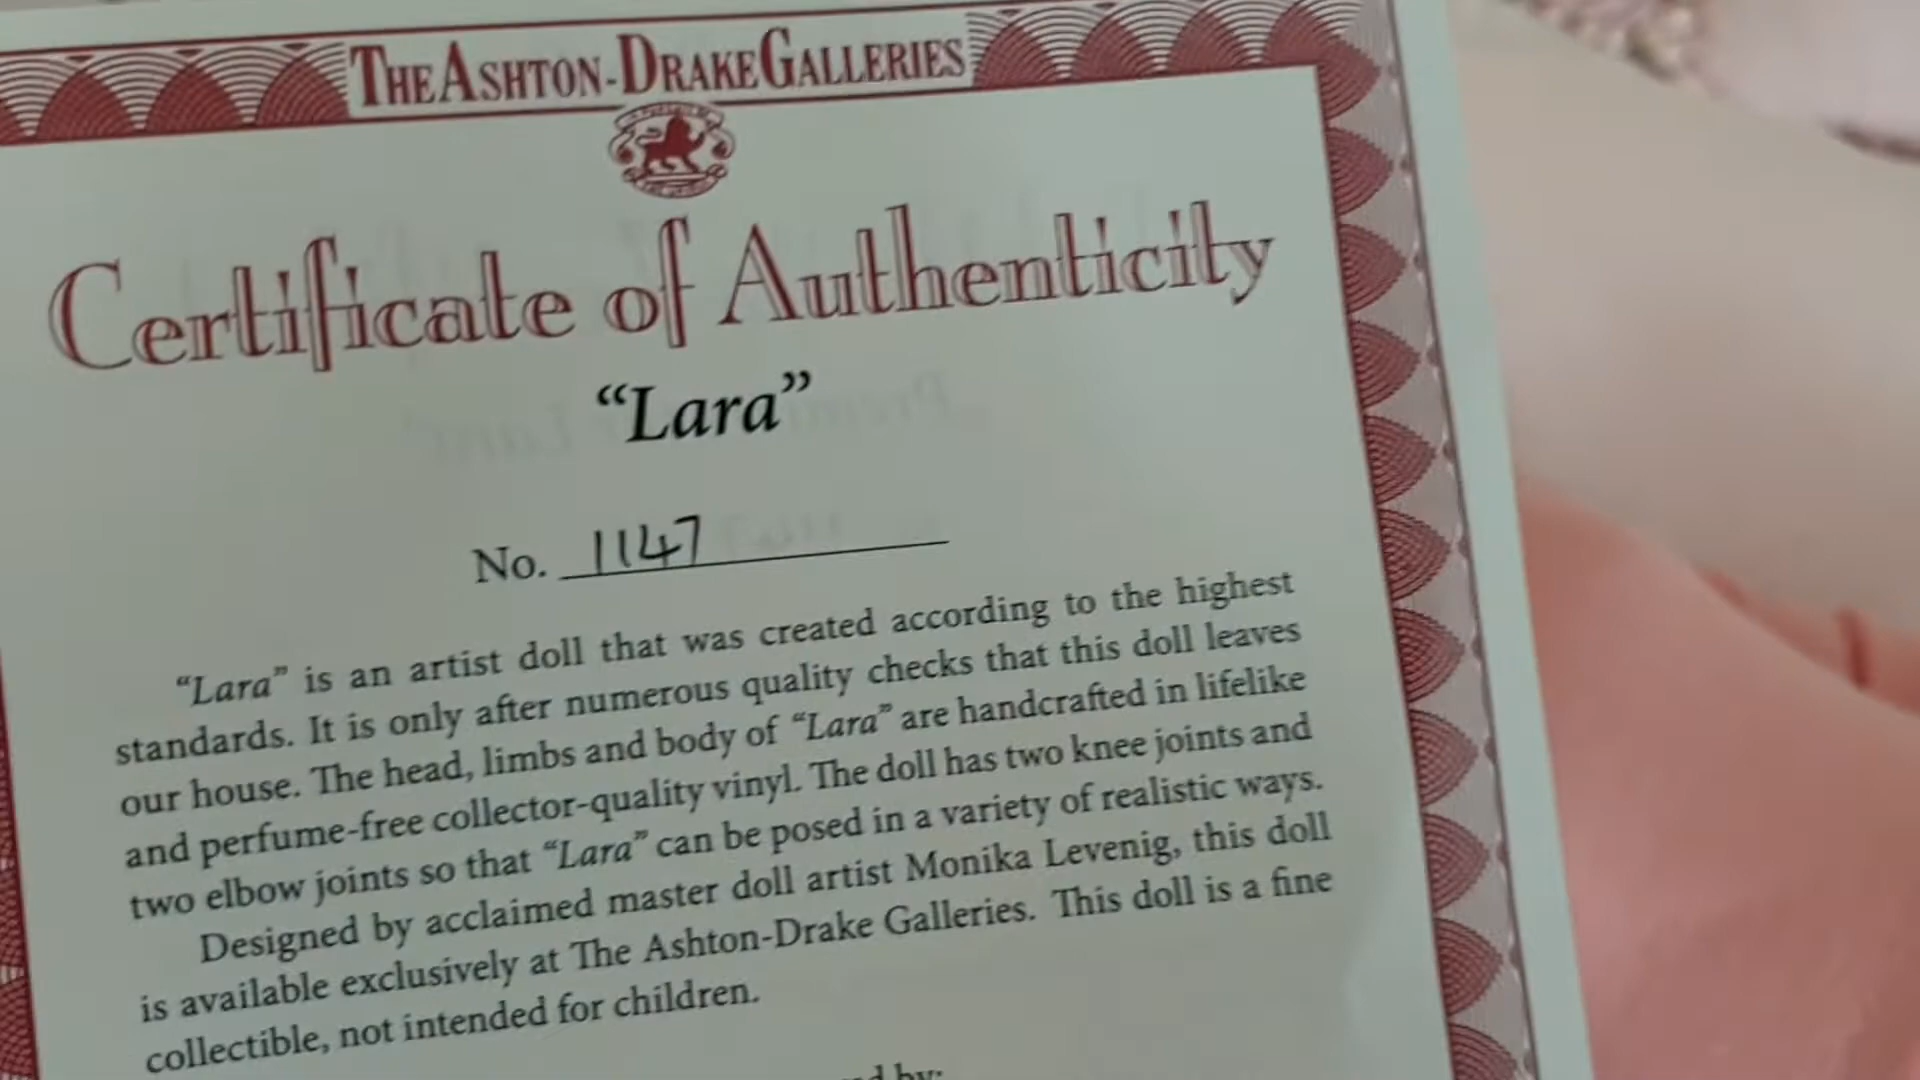 THE ASHTON-DRAKE GALLERIES
Certificate of Authenticity
“Lara”
No. 1147
“Lara” is an artist doll that was created according to the highest
standards. It is only after numerous quality checks that this doll leaves
our house. The head, limbs and body of “Lara” are handcrafted in lifelike
and perfume-free collector-quality vinyl. The doll has two knee joints and
two elbow joints so that “Lara” can be posed in a variety of realistic ways.
Designed by acclaimed master doll artist Monika Levenig, this doll
is available exclusively at The Ashton-Drake Galleries. This doll is a fine
collectible, not intended for children.
by: